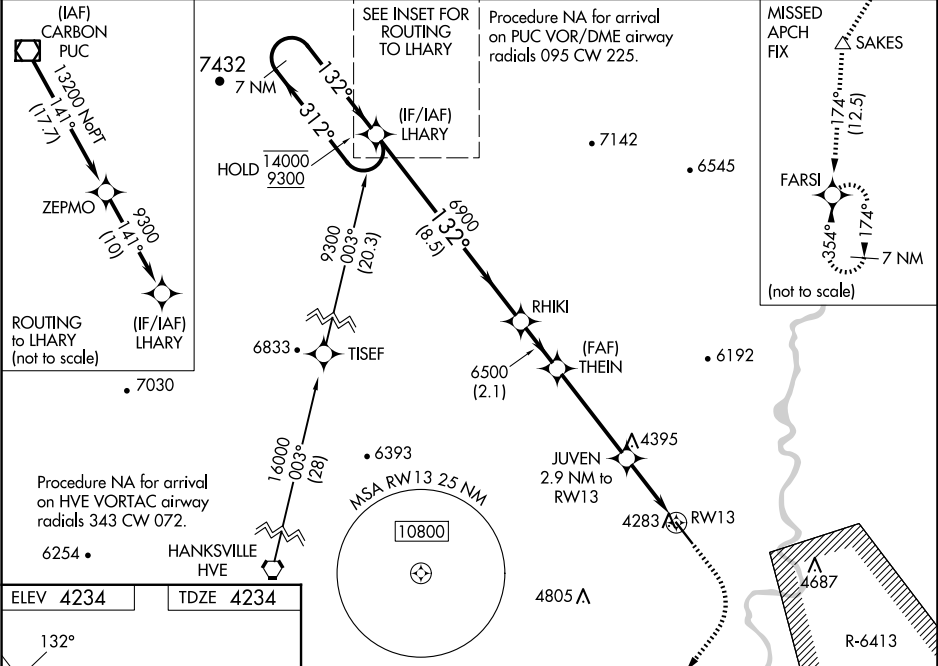 (IAF)
CARBON
PUC
13200 NoPT
141°
(17.7)
ZEPMO
9300
141°
(10)
ROUTING
to LHARY
(not to scale)
(IF/IAF)
LHARY
7432
7 NM
132°
312°
HOLD
14000
9300
SEE INSET FOR
ROUTING
TO LHARY
(IF/IAF)
LHARY
Procedure NA for arrival
on PUC VOR/DME airway
radials 095 CW 225.
7142
6545
MISSED
APCH
FIX
SAKES
174°
(12.5)
FARSI
354°
174°
7 NM
(not to scale)
6900
132°
(8.5)
9300
003°
(20.3)
RHIKI
6500
(2.1)
(FAF)
THEIN
6192
6833
TISEF
7030
16000
003°
(28)
6393
4395
JUVEN
2.9 NM to
RW13
4283
RW13
Procedure NA for arrival
on HVE VORTAC airway
radials 343 CW 072.
6254
HANKSVILLE
HVE
MSA RW13 25 NM
10800
4805
4687
R-6413
ELEV 4234
TDZE 4234
132°